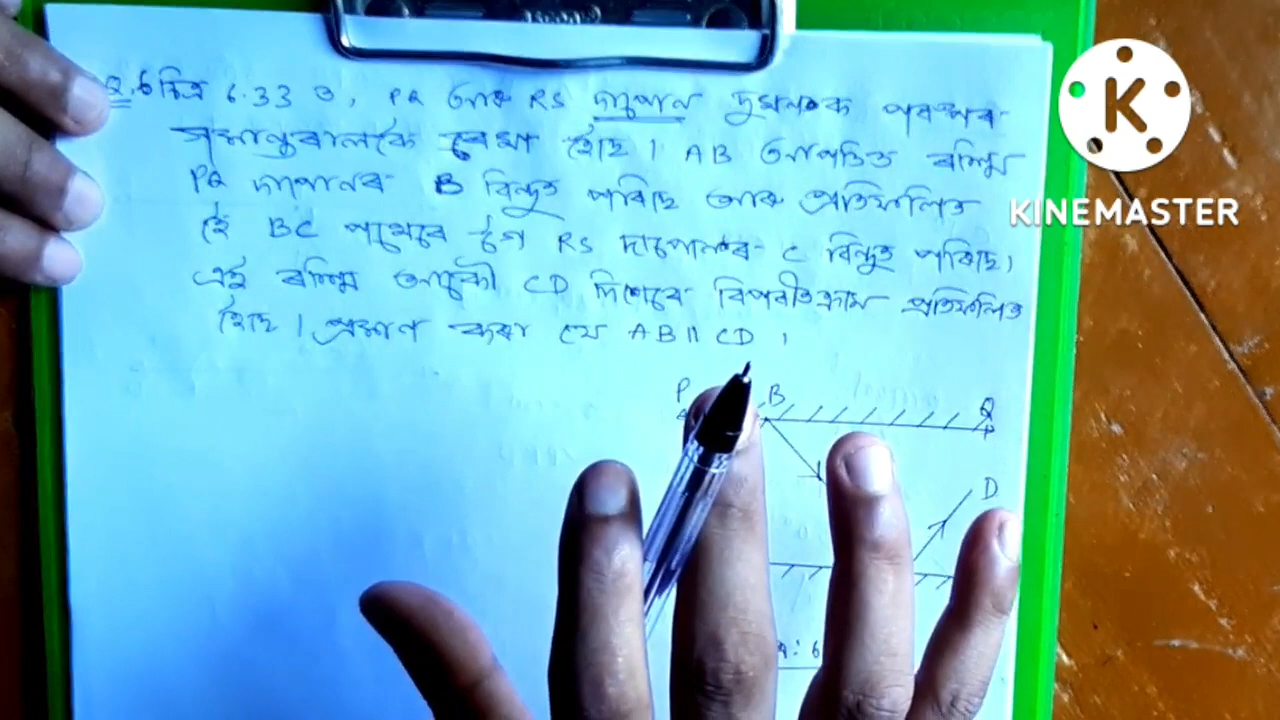 Q.6 চিত্ৰ 6.33 ত, PQ আৰু RS দাপোন দুখনক পৰস্পৰ
সমান্তৰালকৈ ৰখা হৈছে। AB আপতিত ৰশ্মি
PQ দাপোনৰ B বিন্দুত পৰিছে আৰু প্ৰতিফলিত
হৈ BC পথেৰে গৈ RS দাপোনৰ C বিন্দুত পৰিছে।
এই ৰশ্মি আকৌ CD দিশেৰে বিপৰীতক্ৰমে প্ৰতিফলিত
হৈছে। প্ৰমাণ কৰা যে AB॥CD।
P B Q
D
K
KINEMASTER